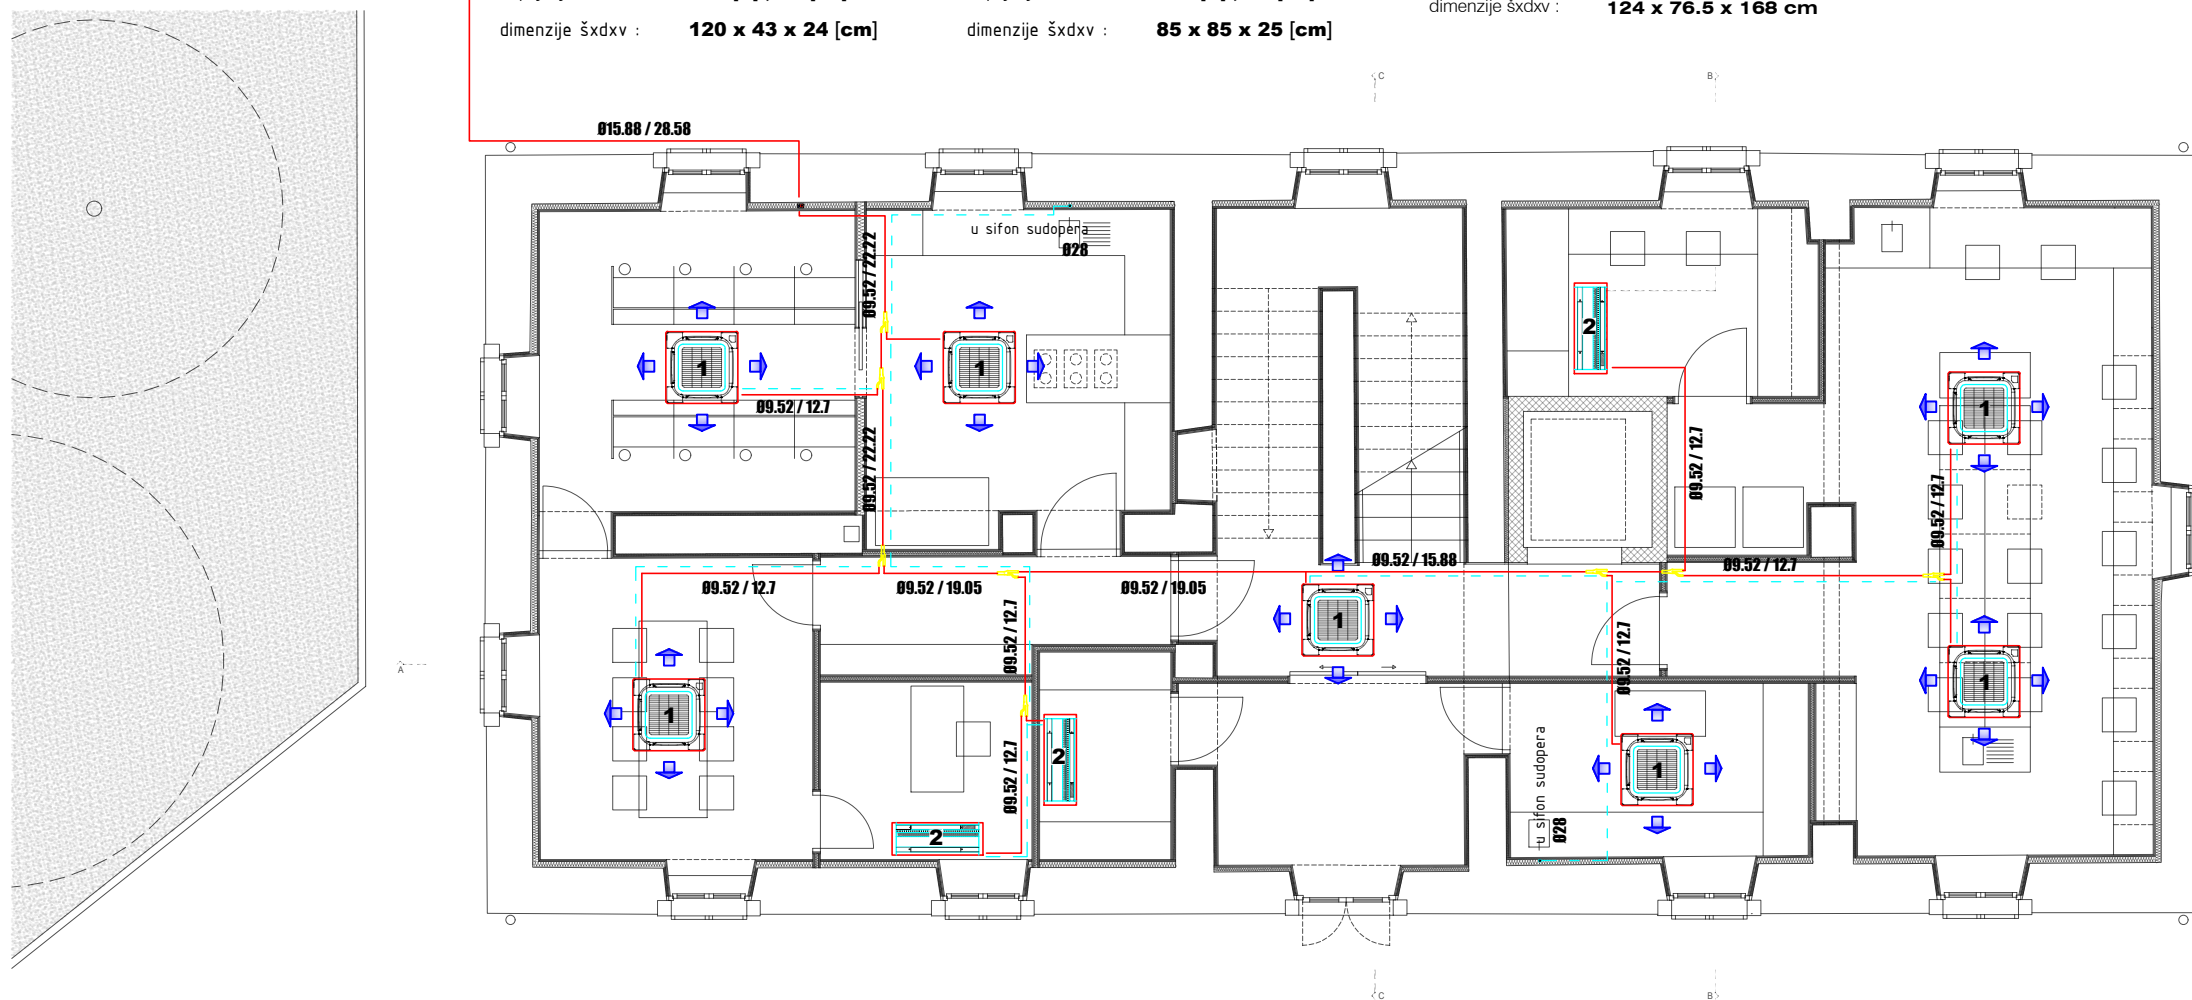 dimenzije šxdxv : 120 x 43 x 24 [cm]
dimenzije šxdxv : 85 x 85 x 25 [cm]
dimenzije šxdxv : 124 x 76.5 x 168 cm
C
B
Ø15.88 / 28.58
u sifon sudopera
Ø28
Ø9.52 / 22.22
2
1
1
1
Ø9.52 / 12.7
Ø9.52 / 22.22
Ø9.52 / 12.7
Ø9.52 / 12.7
Ø9.52 / 15.88
Ø9.52 / 12.7
Ø9.52 / 12.7
Ø9.52 / 19.05
Ø9.52 / 19.05
1
Ø9.52 / 12.7
Ø9.52 / 12.7
A
1
1
2
1
Ø9.52 / 12.7
u sifon sudopera
Ø28
2
C
B